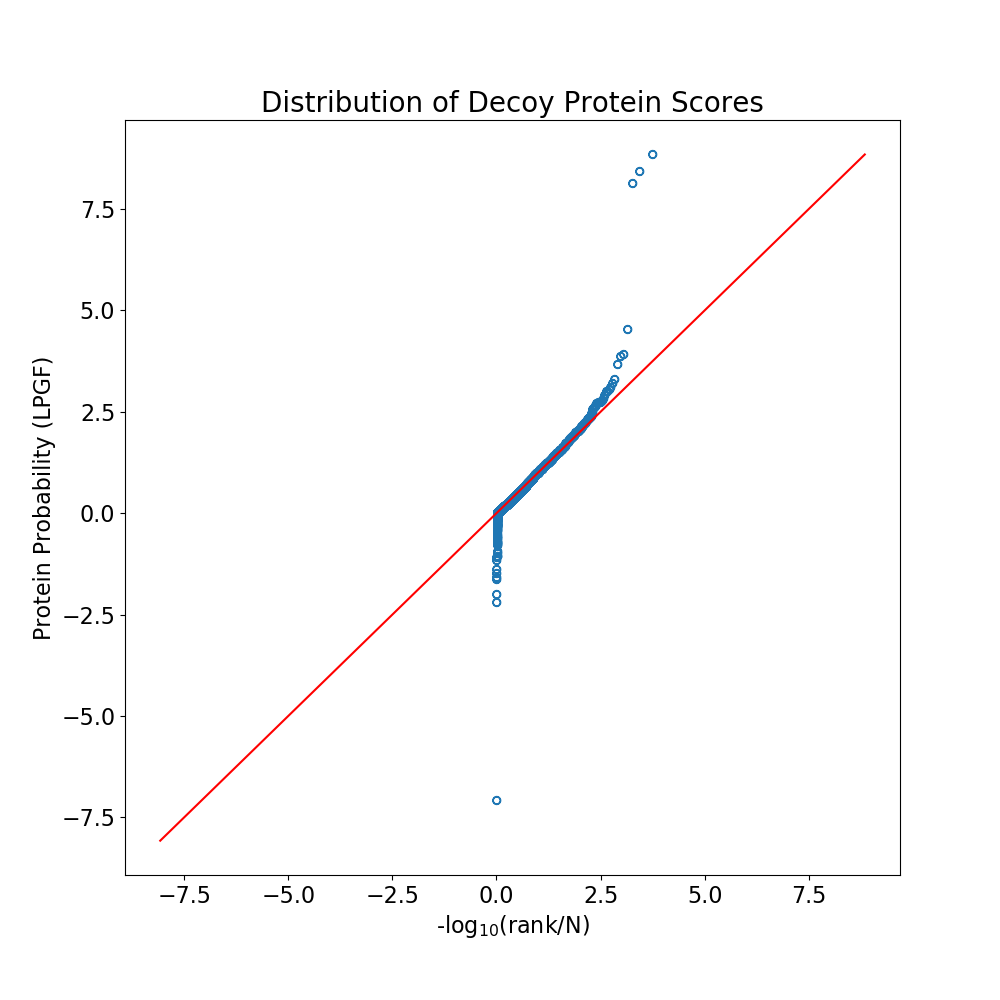 Distribution of Decoy Protein Scores
Protein Probability (LPGF)
7.5
5.0
2.5
0.0
−2.5
−5.0
−7.5
−7.5 −5.0 −2.5 0.0 2.5 5.0 7.5
-log₁₀(rank/N)